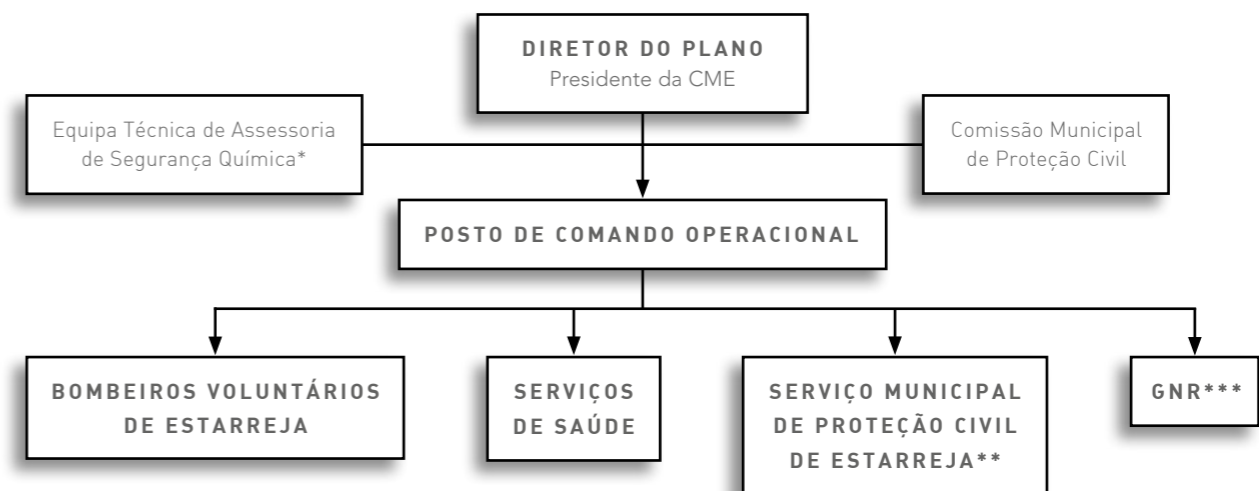 DIRETOR DO PLANO
Presidente da CME
Equipa Técnica de Assessoria
de Segurança Química*
Comissão Municipal
de Proteção Civil
POSTO DE COMANDO OPERACIONAL
BOMBEIROS VOLUNTÁRIOS
DE ESTARREJA
SERVIÇOS
DE SAÚDE
SERVIÇO MUNICIPAL
DE PROTEÇÃO CIVIL
DE ESTARREJA**
GNR***